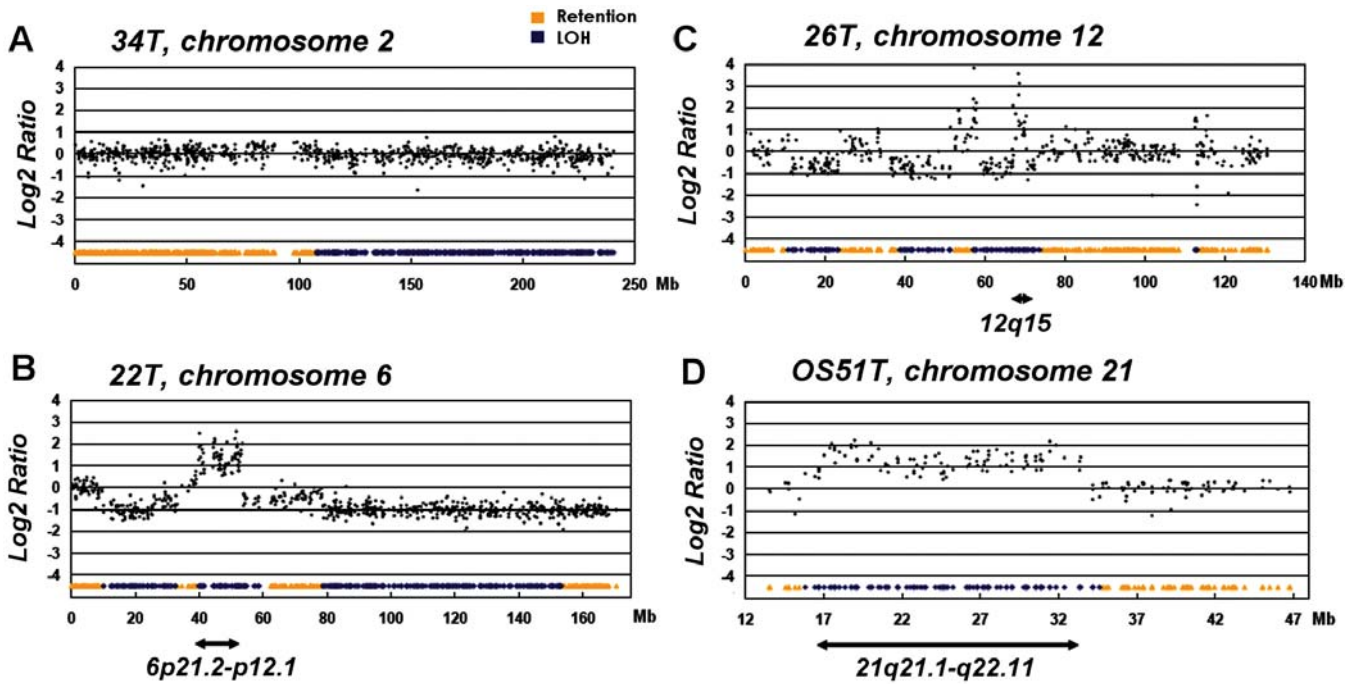 A
34T, chromosome 2
Retention
LOH
Log2 Ratio
4
3
2
1
0
-1
-2
-3
-4
0 50 100 150 200 250 Mb
B
22T, chromosome 6
Log2 Ratio
4
3
2
1
0
-1
-2
-3
-4
0 20 40 60 80 100 120 140 160 Mb
6p21.2-p12.1
C
26T, chromosome 12
Log2 Ratio
4
3
2
1
0
-1
-2
-3
-4
0 20 40 60 80 100 120 140 Mb
12q15
D
OS51T, chromosome 21
Log2 Ratio
4
3
2
1
0
-1
-2
-3
-4
12 17 22 27 32 37 42 47 Mb
21q21.1-q22.11